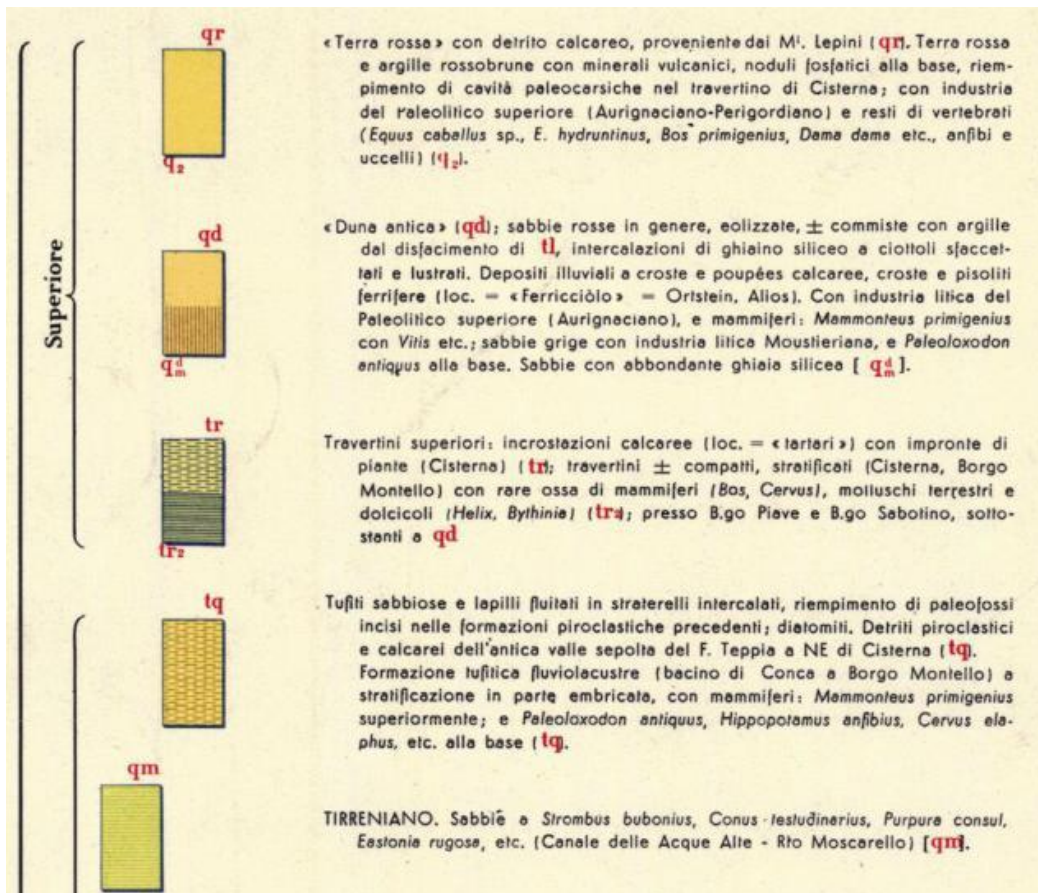 qr
«Terra rossa» con detrito calcareo, proveniente dai Mⁱ. Lepini (qr). Terra rossa
e argille rossobrune con minerali vulcanici, noduli fosfatici alla base, riem-
pimento di cavità paleocarsiche nel travertino di Cisterna; con industria
del Paleolitico superiore (Aurignaciano-Perigordiano) e resti di vertebrati
(Equus caballus sp., E. hydruntinus, Bos primigenius, Dama dama etc., anfibi e
uccelli) (q₂).
q₂
Superiore
qd
«Duna antica» (qd); sabbie rosse in genere, eolizzate, ± commiste con argille
dal disfacimento di tl, intercalazioni di ghiaino siliceo a ciottoli sfaccet-
tati e lustrati. Depositi illuviali a croste e poupées calcaree, croste e pisoliti
ferrifere (loc. = «Ferricciòlo» = Ortstein, Alios). Con industria litica del
Paleolitico superiore (Aurignaciano), e mammiferi: Mammonteus primigenius
con Vitis etc.; sabbie grige con industria litica Moustieriana, e Paleoloxodon
antiquus alla base. Sabbie con abbondante ghiaia silicea [ qᵈₘ ].
qᵈₘ
tr
Travertini superiori: incrostazioni calcaree (loc. = «tartari») con impronte di
piante (Cisterna) (tr); travertini ± compatti, stratificati (Cisterna, Borgo
Montello) con rare ossa di mammiferi (Bos, Cervus), molluschi terrestri e
dolcicoli (Helix, Bythinia) (tr₂); presso B.go Piave e B.go Sabotino, sotto-
stanti a qd
tr₂
tq
Tufiti sabbiose e lapilli fluitati in straterelli intercalati, riempimento di paleofossi
incisi nelle formazioni piroclastiche precedenti; diatomiti. Detriti piroclastici
e calcarei dell'antica valle sepolta del F. Teppia a NE di Cisterna (tq).
Formazione tufitica fluviolacustre (bacino di Conca a Borgo Montello) a
stratificazione in parte embricata, con mammiferi: Mammonteus primigenius
superiormente; e Paleoloxodon antiquus, Hippopotamus anfibius, Cervus ela-
phus, etc. alla base (tq).
qm
TIRRENIANO. Sabbie a Strombus bubonius, Conus testudinarius, Purpura consul,
Eastonia rugosa, etc. (Canale delle Acque Alte - Rio Moscarello) [qm].